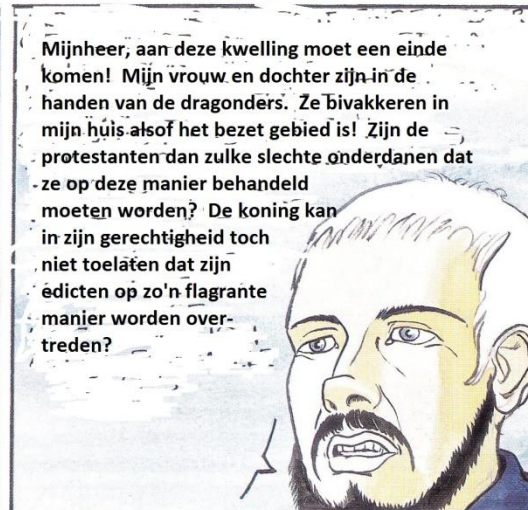 Mijnheer, aan deze kwelling moet een einde
komen! Mijn vrouw en dochter zijn in de
handen van de dragonders. Ze bivakkeren in
mijn huis alsof het bezet gebied is! Zijn de
protestanten dan zulke slechte onderdanen dat
ze op deze manier behandeld
moeten worden? De koning kan
in zijn gerechtigheid toch
niet toelaten dat zijn
edicten op zo'n flagrante
manier worden over-
treden?